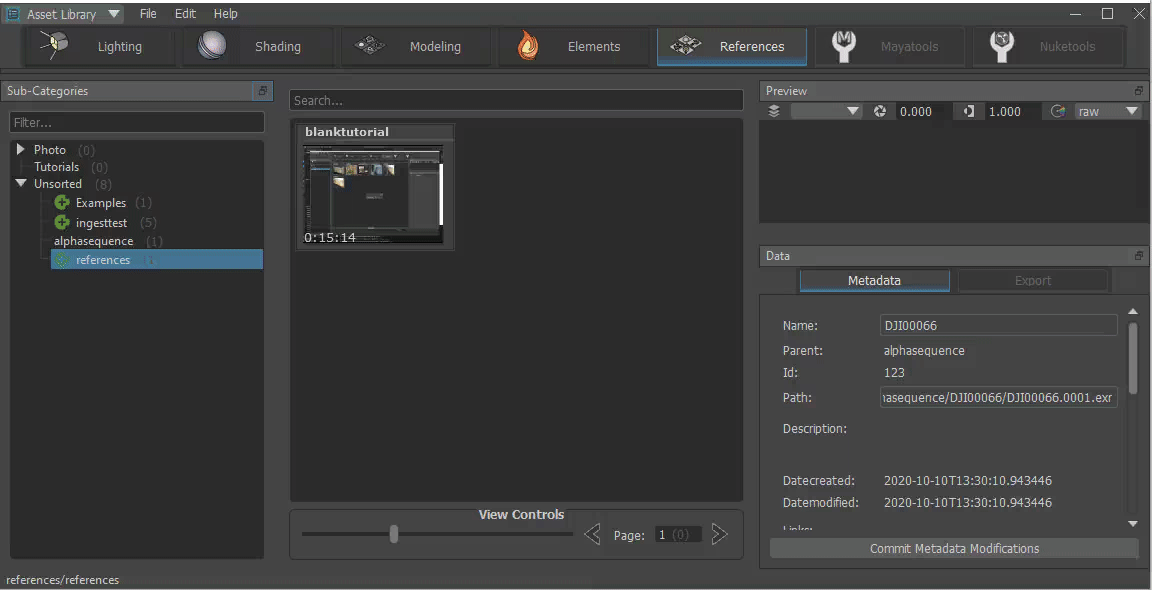 Asset Library File Edit Help
Lighting Shading Modeling Elements References Mayatools Nuketools
Sub-Categories
Filter...
Photo (0)
Tutorials (0)
Unsorted (8)
Examples (1)
ingesttest (5)
alphasequence (1)
references (1)
Search...
blanktutorial
0:15:14
View Controls
Page: 1 (0)
Preview
0.000 1.000 raw
Data
Metadata Export
Name: DJI00066
Parent: alphasequence
Id: 123
Path: asequence/DJI00066/DJI00066.0001.exr
Description:
Datecreated: 2020-10-10T13:30:10.943446
Datemodified: 2020-10-10T13:30:10.943446
Links:
Commit Metadata Modifications
references/references